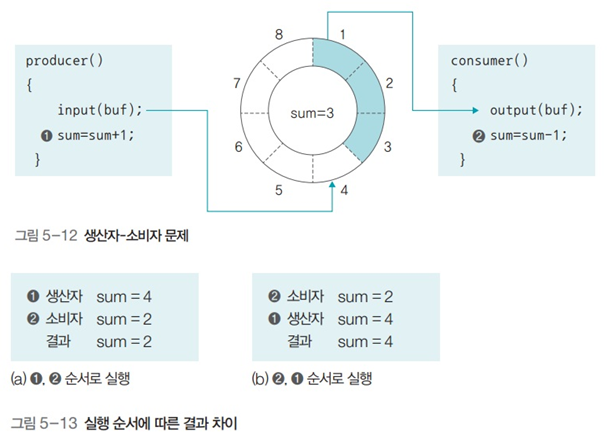 producer()
{
input(buf);
❶ sum=sum+1;
}
8
1
7
2
sum=3
6
3
5
4
consumer()
{
output(buf);
❷ sum=sum-1;
}
그림 5-12 생산자-소비자 문제
❶ 생산자 sum = 4
❷ 소비자 sum = 2
결과 sum = 2
(a) ❶, ❷ 순서로 실행
❷ 소비자 sum = 2
❶ 생산자 sum = 4
결과 sum = 4
(b) ❷, ❶ 순서로 실행
그림 5-13 실행 순서에 따른 결과 차이